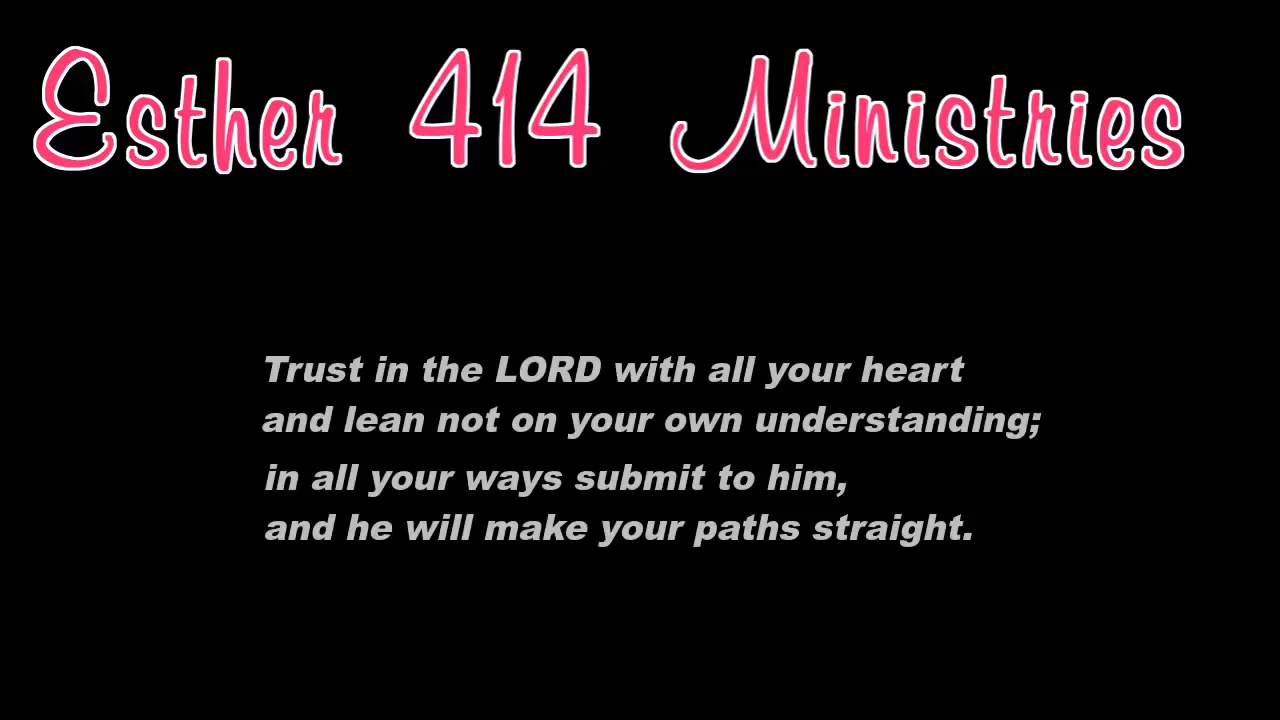 Esther 414 Ministries
Trust in the LORD with all your heart
and lean not on your own understanding;
in all your ways submit to him,
and he will make your paths straight.